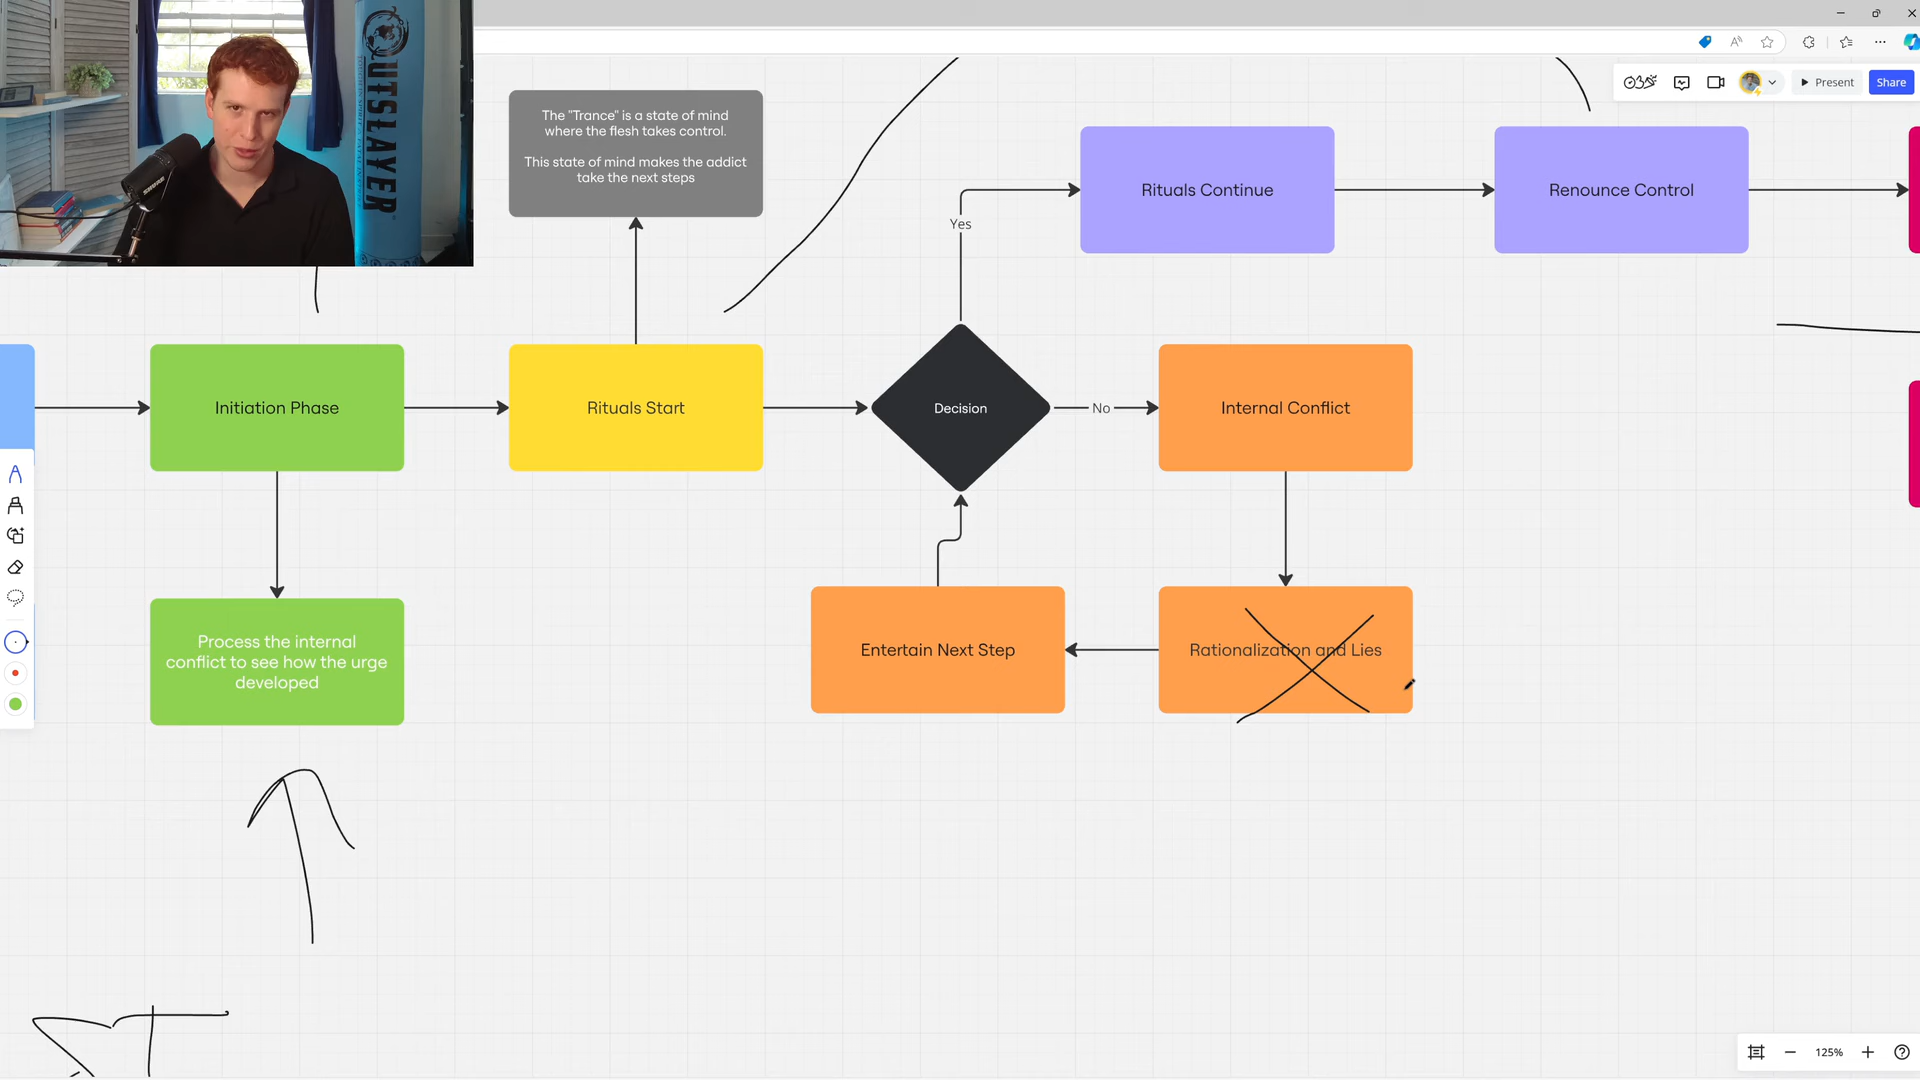 OUTSLAYER
SHURE
The "Trance" is a state of mind
where the flesh takes control.
This state of mind makes the addict
take the next steps
Present
Share
Rituals Continue
Renounce Control
Yes
Initiation Phase
Rituals Start
Decision
No
Internal Conflict
Process the internal
conflict to see how the urge
developed
Entertain Next Step
Rationalization and Lies
125%